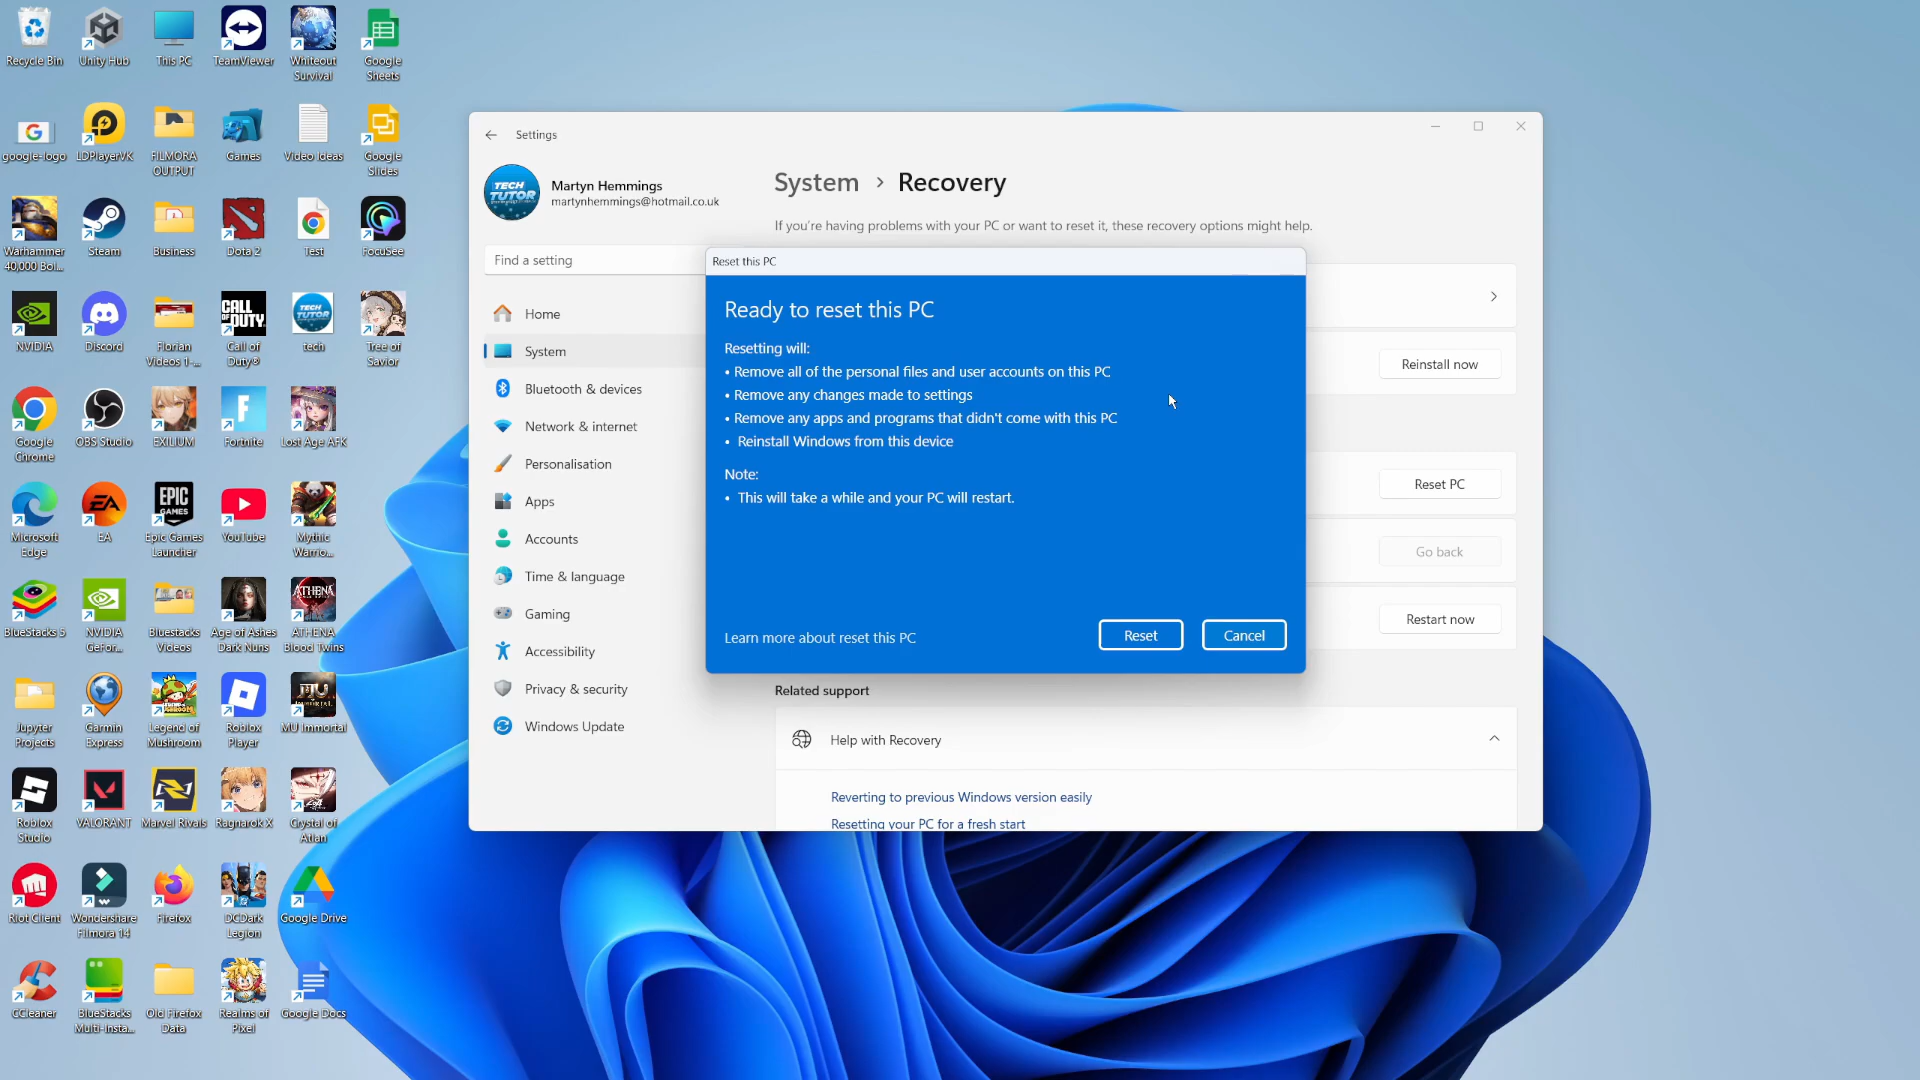 Recycle Bin
Unity Hub
This PC
TeamViewer
Whiteout
Survival
Google
Sheets
google-logo
LDPlayerVK
FILMORA
OUTPUT
Games
Video Ideas
Google
Slides
Warhammer
40,000 Bol...
Steam
Business
Dota 2
Test
FocuSee
NVIDIA
Discord
Florian
Videos 1-...
Call of
Duty®
tech
Tree of
Savior
Google
Chrome
OBS Studio
EXILIUM
Fortnite
Lost Age AFK
Microsoft
Edge
EA
Epic Games
Launcher
YouTube
Mythic
Warrio...
BlueStacks 5
NVIDIA
GeFor...
Bluestacks
Videos
Age of Ashes
Dark Nuns
ATHENA
Blood Twins
Jupyter
Projects
Garmin
Express
Legend of
Mushroom
Roblox
Player
MU Immortal
Roblox
Studio
VALORANT
Marvel Rivals
Ragnarok X
Crystal of
Atlan
Riot Client
Wondershare
Filmora 14
Firefox
DCDark
Legion
Google Drive
CCleaner
BlueStacks
Multi-Insta...
Old Firefox
Data
Realms of
Pixel
Google Docs
CALL OF DUTY
TECH TUTOR
EPIC GAMES
ATHENA
MU
Settings
TECH
TUTOR
Martyn Hemmings
martynhemmings@hotmail.co.uk
Find a setting
Home
System
Bluetooth & devices
Network & internet
Personalisation
Apps
Accounts
Time & language
Gaming
Accessibility
Privacy & security
Windows Update
System > Recovery
If you're having problems with your PC or want to reset it, these recovery options might help.
Reset this PC
Ready to reset this PC
Resetting will:
• Remove all of the personal files and user accounts on this PC
• Remove any changes made to settings
• Remove any apps and programs that didn't come with this PC
• Reinstall Windows from this device
Note:
• This will take a while and your PC will restart.
Learn more about reset this PC
Reset
Cancel
Reinstall now
Reset PC
Go back
Restart now
Related support
Help with Recovery
Reverting to previous Windows version easily
Resetting your PC for a fresh start